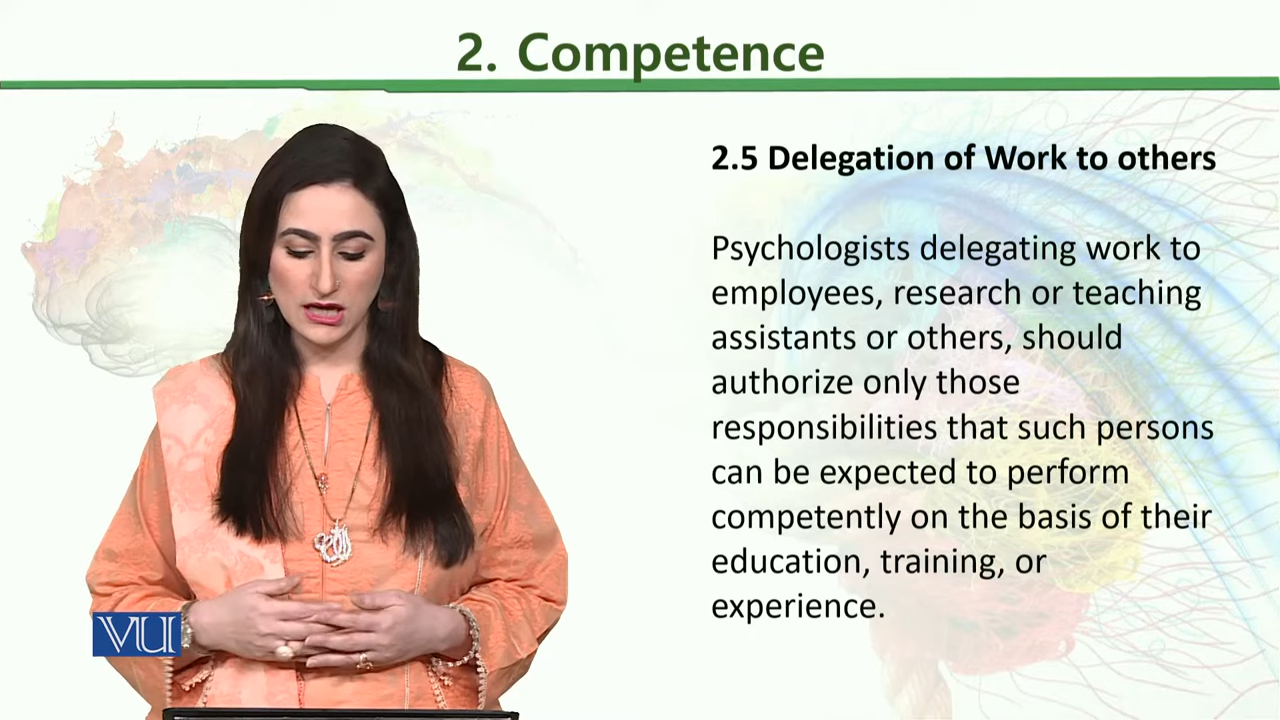 2. Competence
2.5 Delegation of Work to others
Psychologists delegating work to
employees, research or teaching
assistants or others, should
authorize only those
responsibilities that such persons
can be expected to perform
competently on the basis of their
education, training, or
experience.
VU